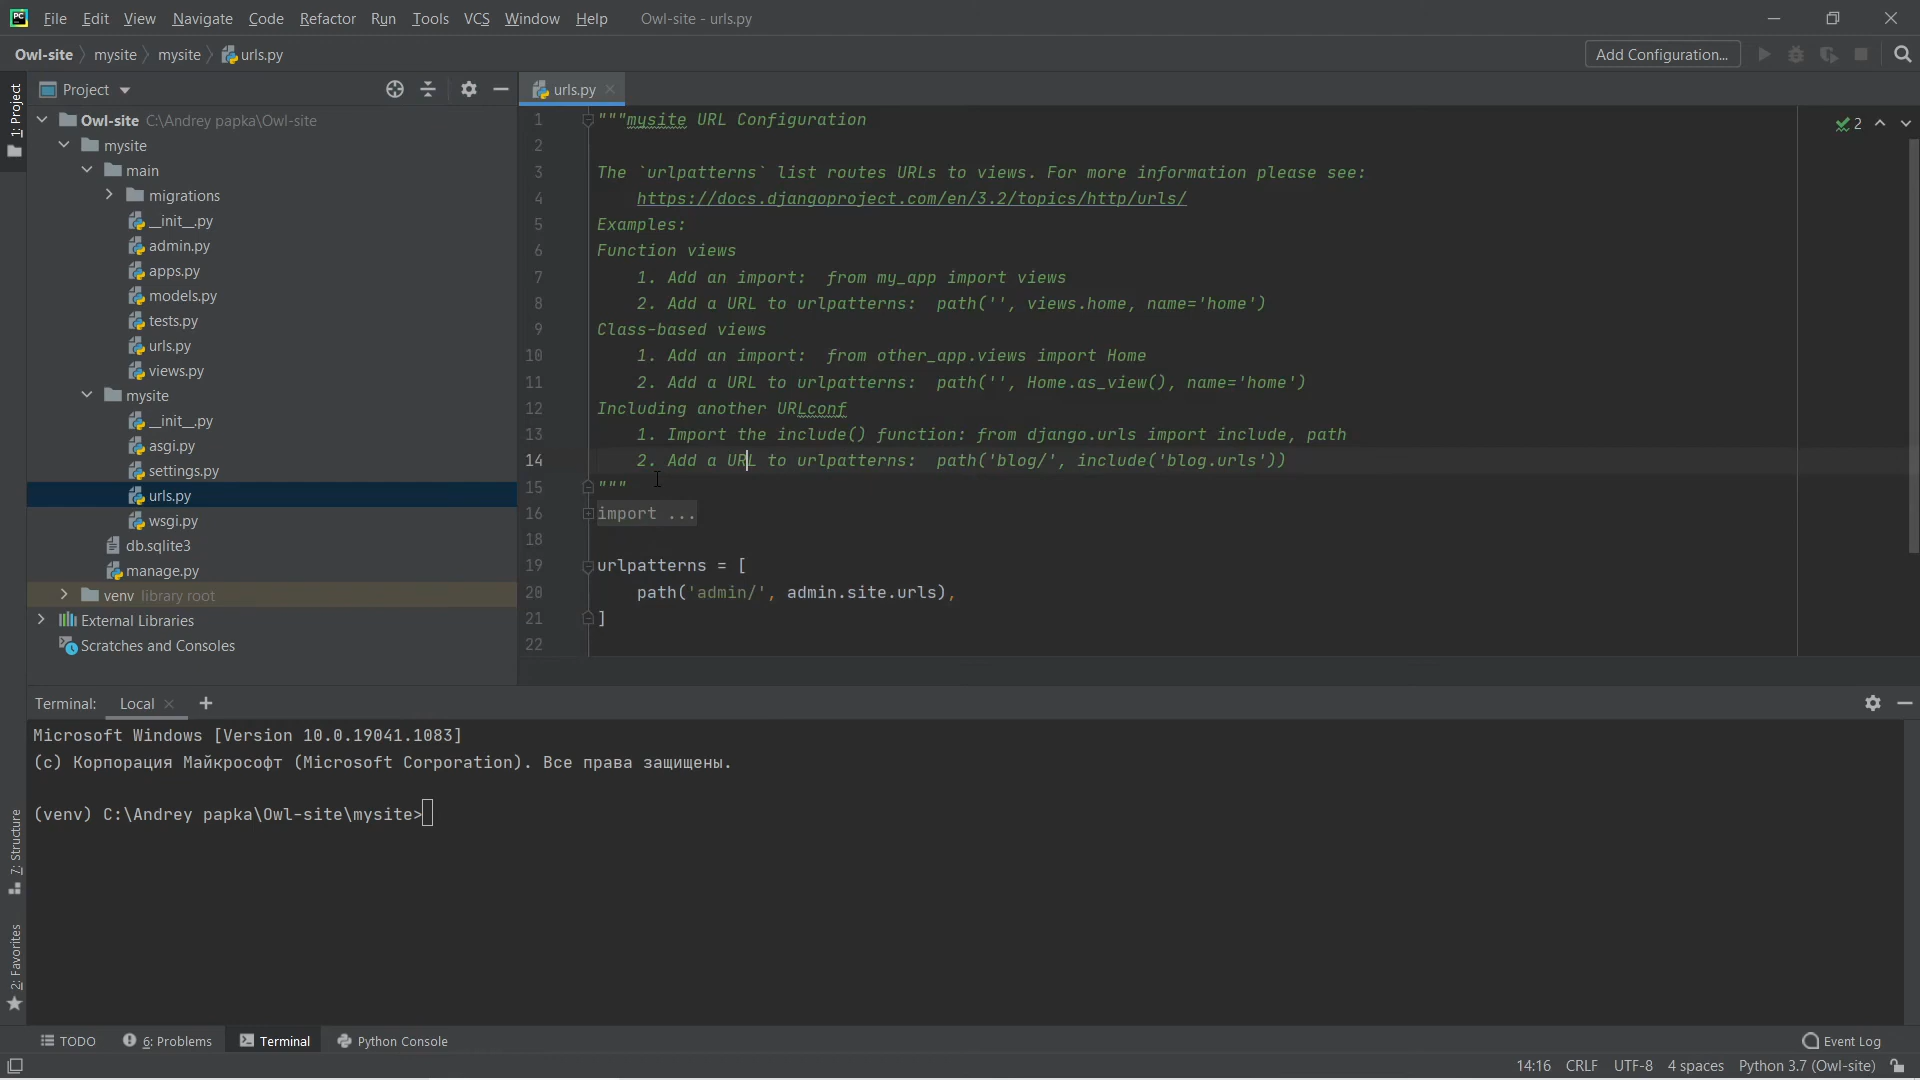 File Edit View Navigate Code Refactor Run Tools VCS Window Help Owl-site - urls.py
Owl-site mysite mysite urls.py Add Configuration...
1: Project
Project
urls.py
Owl-site C:\Andrey papka\Owl-site
mysite
main
migrations
__init__.py
admin.py
apps.py
models.py
tests.py
urls.py
views.py
mysite
__init__.py
asgi.py
settings.py
urls.py
wsgi.py
db.sqlite3
manage.py
venv library root
External Libraries
Scratches and Consoles
1 """mysite URL Configuration
2
3 The `urlpatterns` list routes URLs to views. For more information please see:
4 https://docs.djangoproject.com/en/3.2/topics/http/urls/
5 Examples:
6 Function views
7 1. Add an import:  from my_app import views
8 2. Add a URL to urlpatterns:  path('', views.home, name='home')
9 Class-based views
10 1. Add an import:  from other_app.views import Home
11 2. Add a URL to urlpatterns:  path('', Home.as_view(), name='home')
12 Including another URLconf
13 1. Import the include() function: from django.urls import include, path
14 2. Add a URL to urlpatterns:  path('blog/', include('blog.urls'))
15 """
16 import ...
18
19 urlpatterns = [
20 path('admin/', admin.site.urls),
21 ]
22
2
Terminal: Local
Microsoft Windows [Version 10.0.19041.1083]
(c) Корпорация Майкрософт (Microsoft Corporation). Все права защищены.
(venv) C:\Andrey papka\Owl-site\mysite>
7: Structure
2: Favorites
TODO 6: Problems Terminal Python Console Event Log
14:16 CRLF UTF-8 4 spaces Python 3.7 (Owl-site)